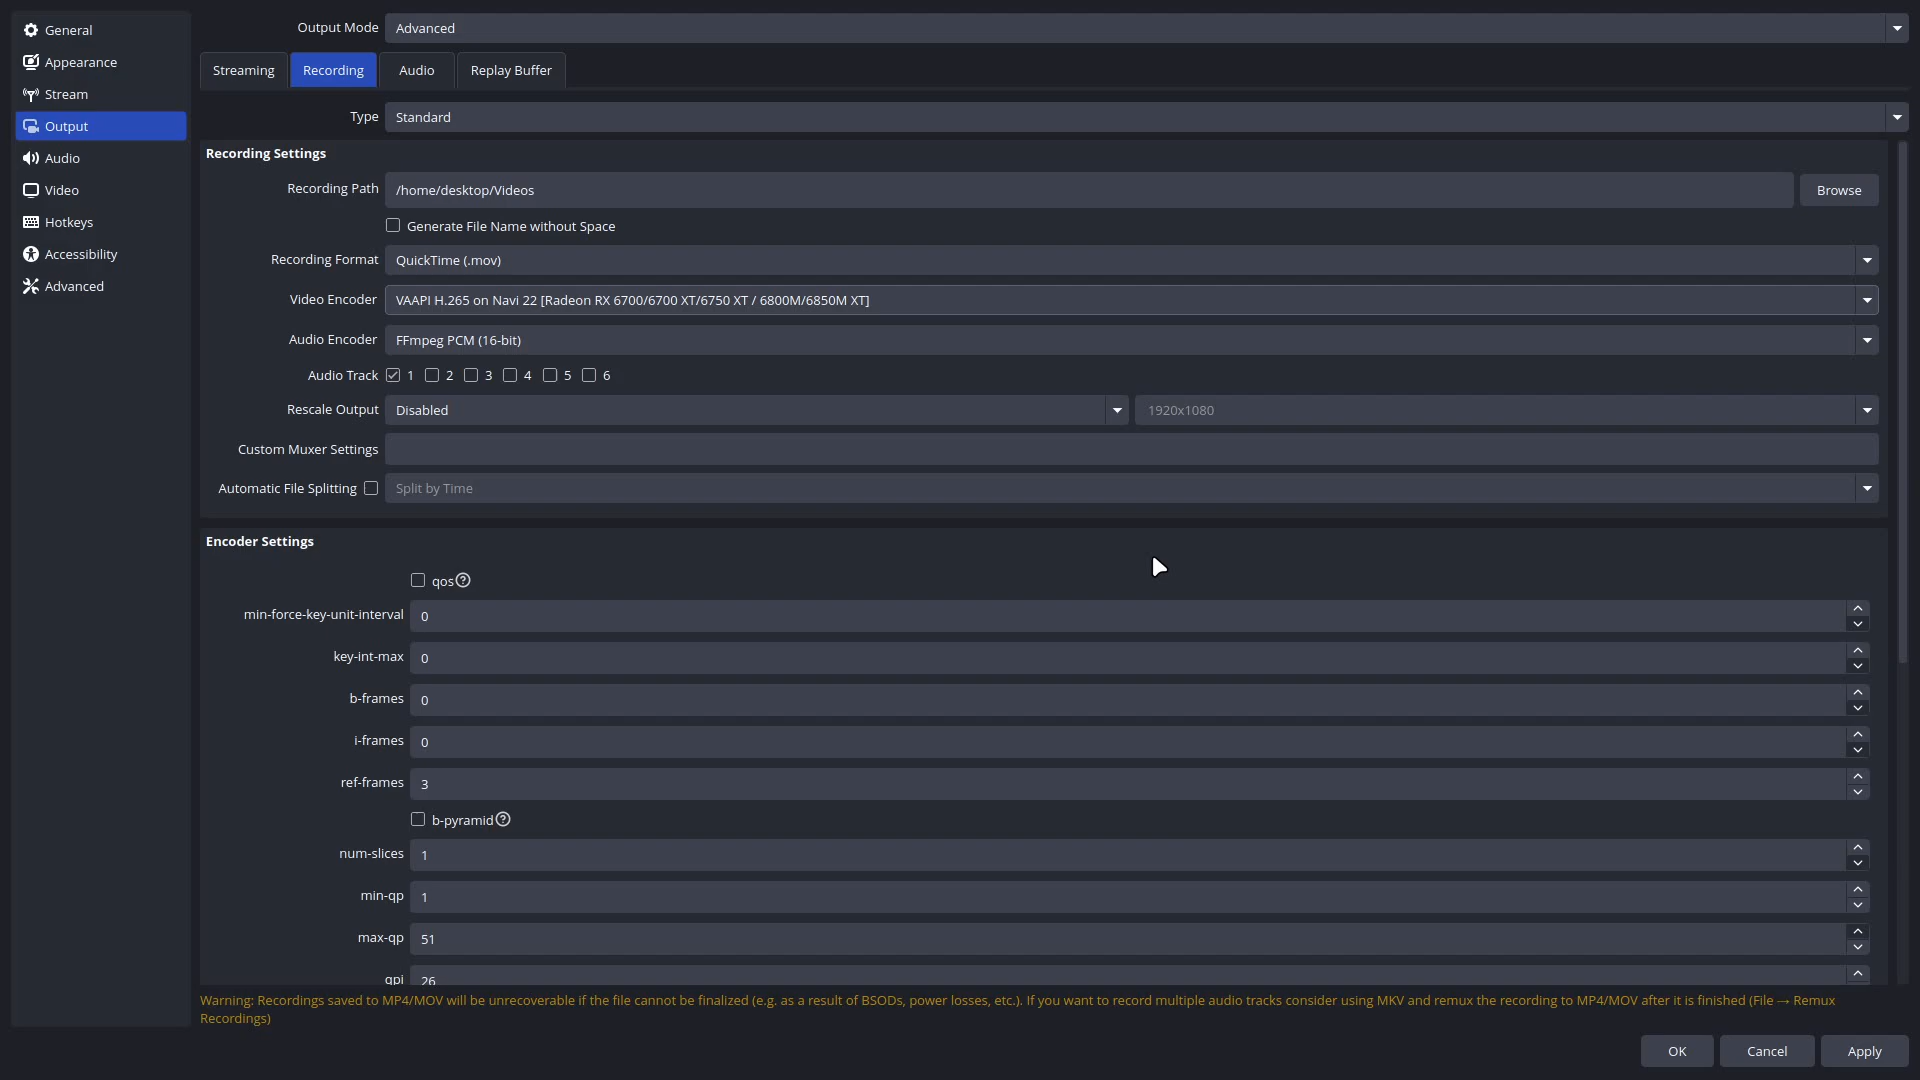 General
Appearance
Stream
Output
Audio
Video
Hotkeys
Accessibility
Advanced
Output Mode Advanced
Streaming Recording Audio Replay Buffer
Type Standard
Recording Settings
Recording Path /home/desktop/Videos Browse
Generate File Name without Space
Recording Format QuickTime (.mov)
Video Encoder VAAPI H.265 on Navi 22 [Radeon RX 6700/6700 XT/6750 XT / 6800M/6850M XT]
Audio Encoder FFmpeg PCM (16-bit)
Audio Track 1 2 3 4 5 6
Rescale Output Disabled 1920x1080
Custom Muxer Settings
Automatic File Splitting Split by Time
Encoder Settings
qos
min-force-key-unit-interval 0
key-int-max 0
b-frames 0
i-frames 0
ref-frames 3
b-pyramid
num-slices 1
min-qp 1
max-qp 51
qpi 26
Warning: Recordings saved to MP4/MOV will be unrecoverable if the file cannot be finalized (e.g. as a result of BSODs, power losses, etc.). If you want to record multiple audio tracks consider using MKV and remux the recording to MP4/MOV after it is finished (File → Remux
Recordings)
OK Cancel Apply